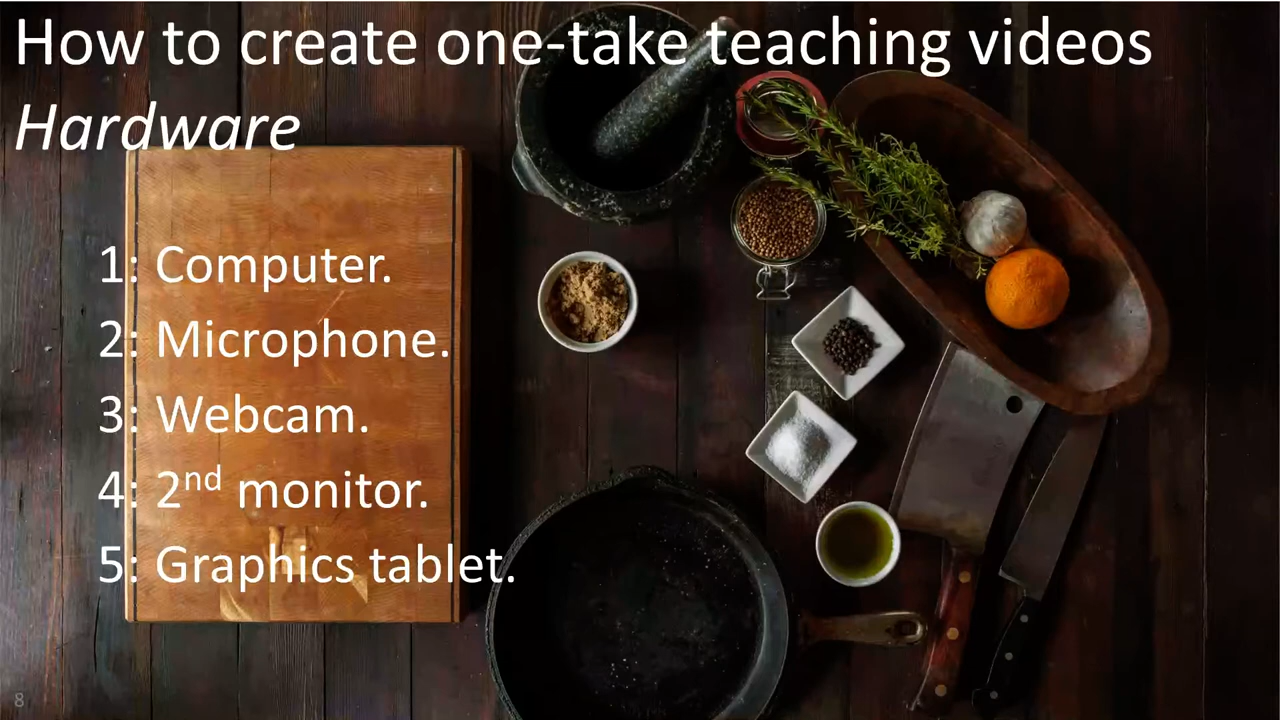 How to create one-take teaching videos
Hardware
1: Computer.
2: Microphone.
3: Webcam.
4: 2nd monitor.
5: Graphics tablet.
8